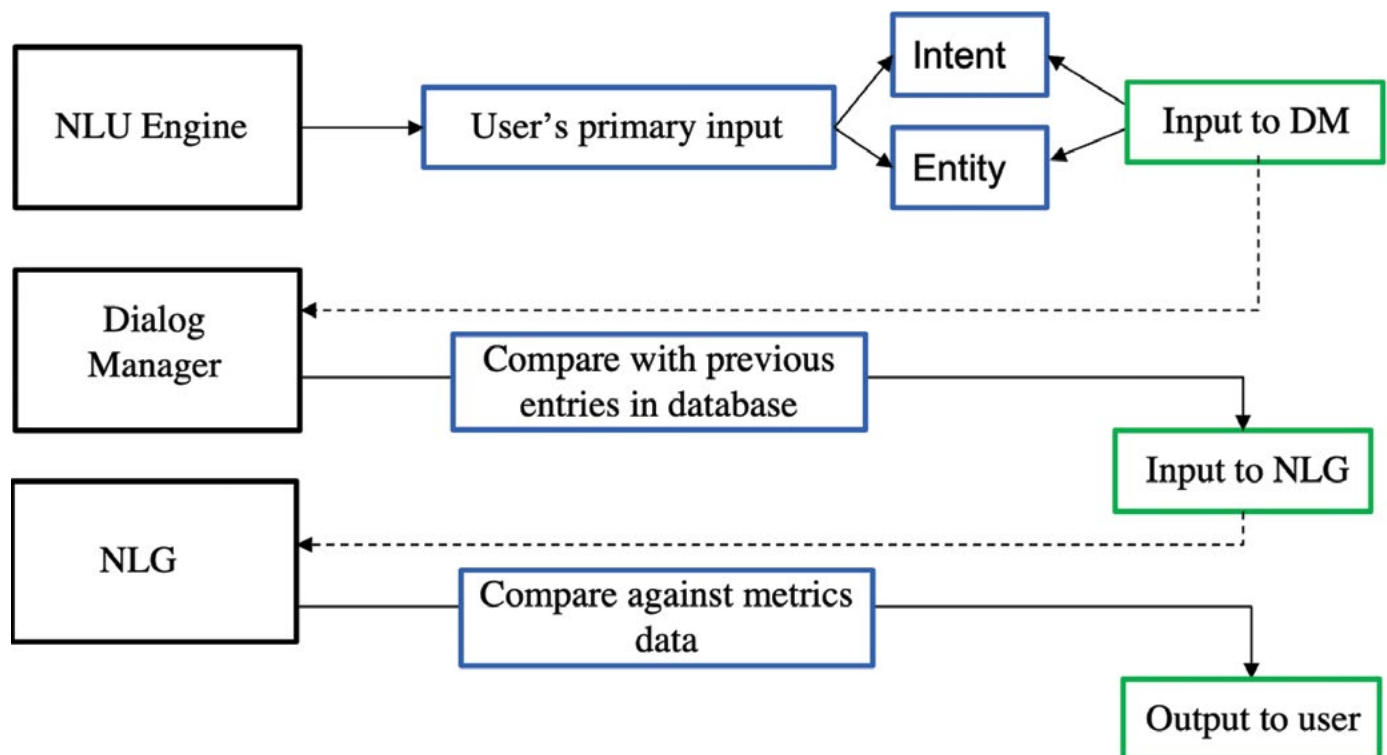 NLU Engine
User's primary input
Intent
Entity
Input to DM
Dialog
Manager
Compare with previous
entries in database
Input to NLG
NLG
Compare against metrics
data
Output to user